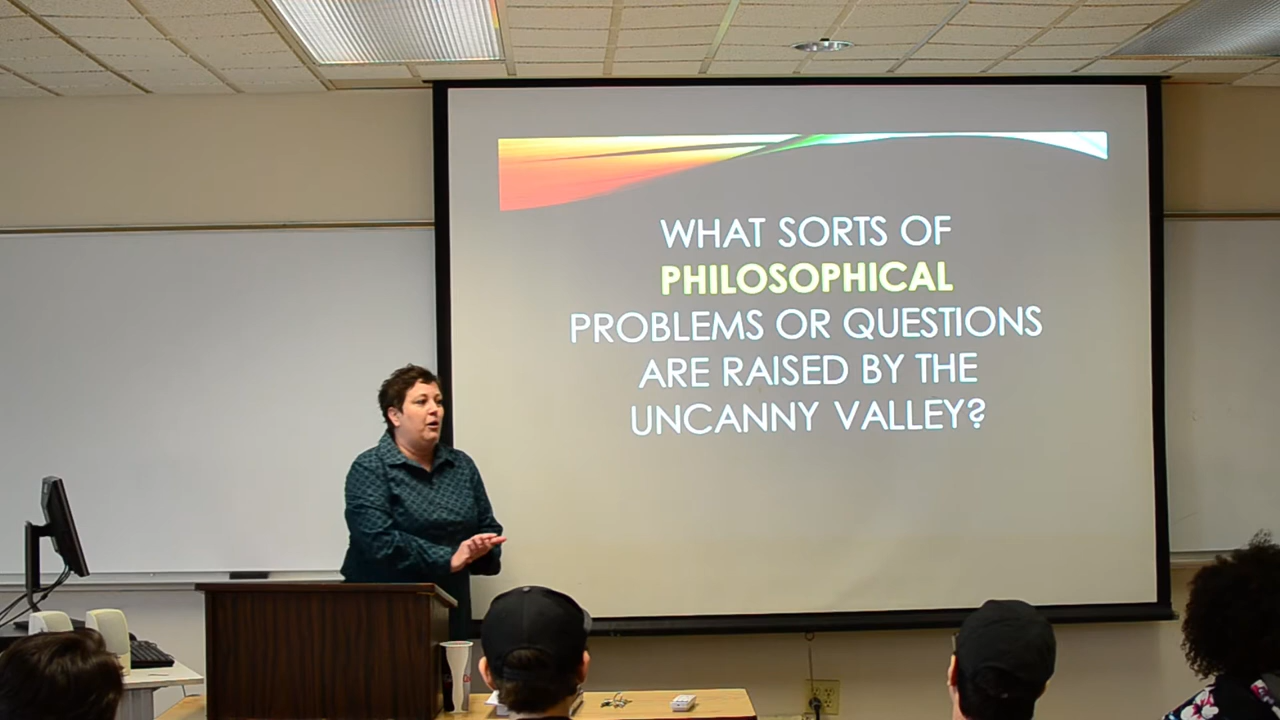 WHAT SORTS OF
PHILOSOPHICAL
PROBLEMS OR QUESTIONS
ARE RAISED BY THE
UNCANNY VALLEY?